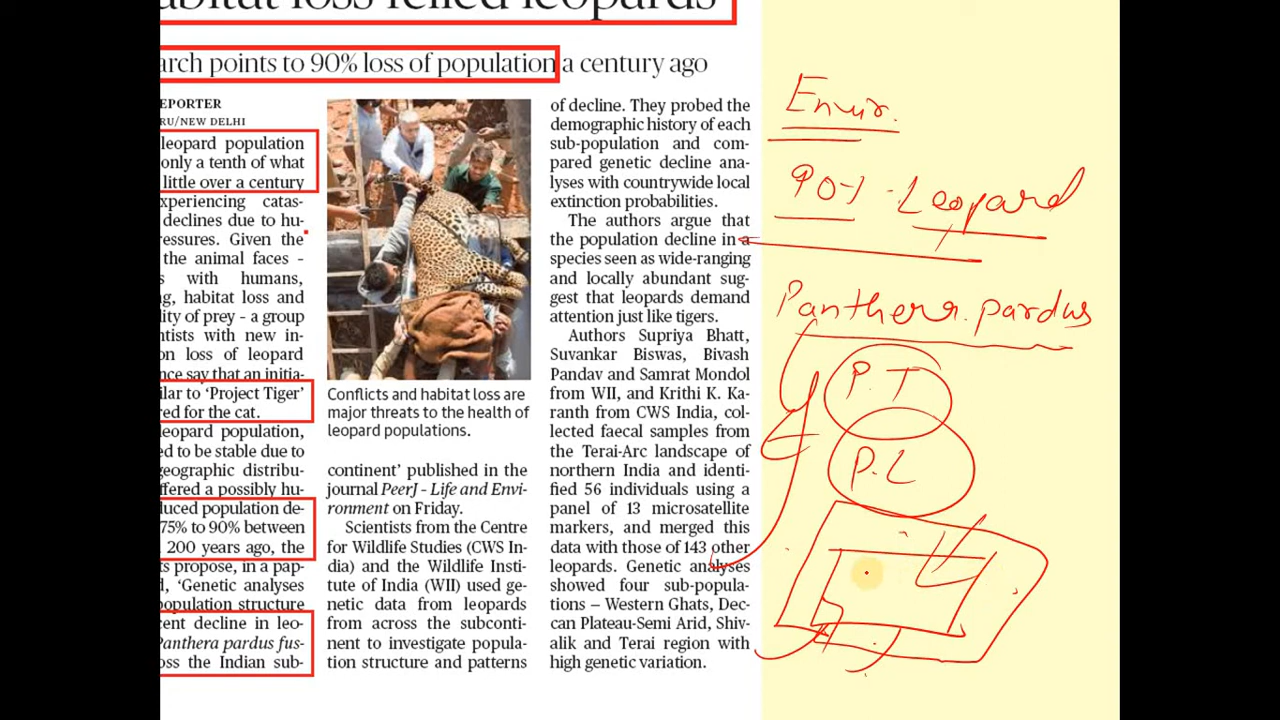 abitat loss felled leopards
arch points to 90% loss of population a century ago
EPORTER
RU/NEW DELHI
leopard population
only a tenth of what
little over a century
xperiencing catas-
declines due to hu-
ressures. Given the
the animal faces -
s with humans,
g, habitat loss and
lity of prey - a group
ntists with new in-
on loss of leopard
nce say that an initia-
ilar to ‘Project Tiger’
red for the cat.
leopard population,
ed to be stable due to
geographic distribu-
ffered a possibly hu-
duced population de-
75% to 90% between
200 years ago, the
ts propose, in a pap-
d, ‘Genetic analyses
population structure
cent decline in leo-
Panthera pardus fus-
oss the Indian sub-
Conflicts and habitat loss are
major threats to the health of
leopard populations.
continent’ published in the
journal PeerJ - Life and Envi-
ronment on Friday.
Scientists from the Centre
for Wildlife Studies (CWS In-
dia) and the Wildlife Insti-
tute of India (WII) used ge-
netic data from leopards
from across the subconti-
nent to investigate popula-
tion structure and patterns
of decline. They probed the
demographic history of each
sub-population and com-
pared genetic decline ana-
lyses with countrywide local
extinction probabilities.
The authors argue that
the population decline in a
species seen as wide-ranging
and locally abundant sug-
gest that leopards demand
attention just like tigers.
Authors Supriya Bhatt,
Suvankar Biswas, Bivash
Pandav and Samrat Mondol
from WII, and Krithi K. Ka-
ranth from CWS India, col-
lected faecal samples from
the Terai-Arc landscape of
northern India and identi-
fied 56 individuals using a
panel of 13 microsatellite
markers, and merged this
data with those of 143 other
leopards. Genetic analyses
showed four sub-popula-
tions – Western Ghats, Dec-
can Plateau-Semi Arid, Shiv-
alik and Terai region with
high genetic variation.
Envir.
90% Leopard
Panthera pardus
P.T
P.L